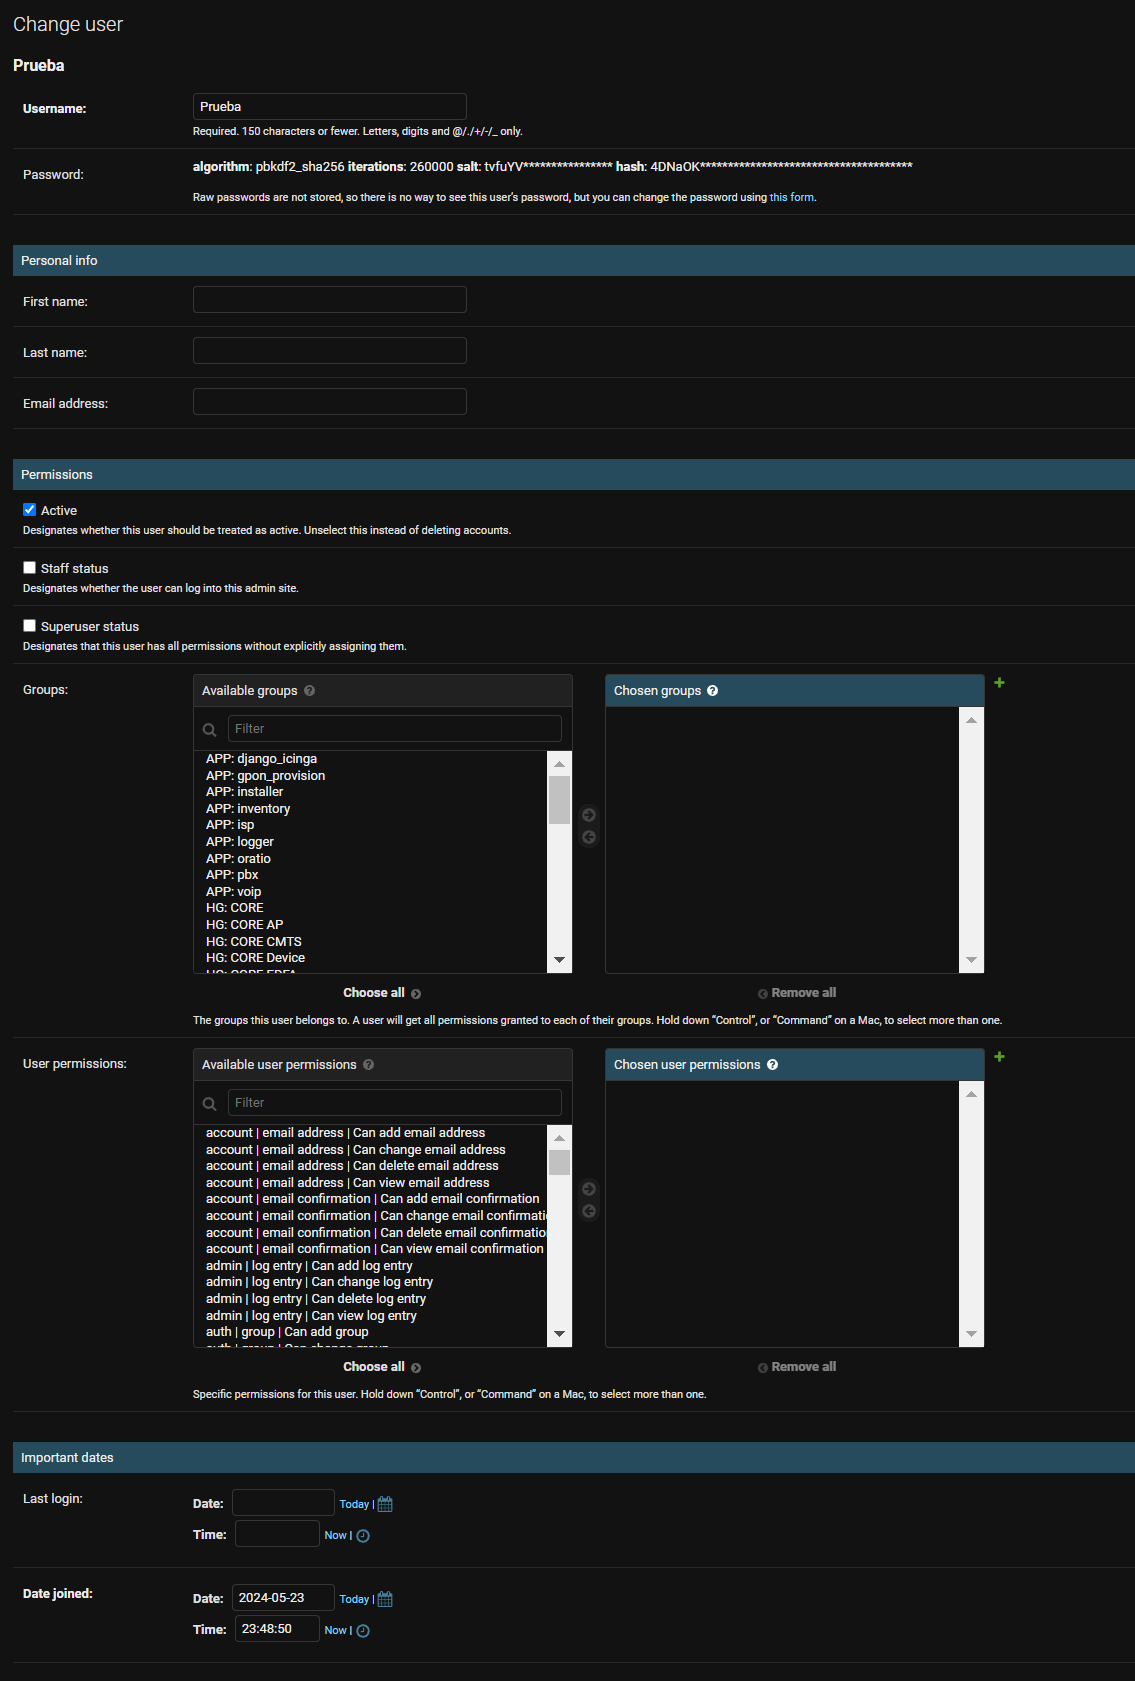 Change user
Prueba
Username:
Prueba
Required. 150 characters or fewer. Letters, digits and @/./+/-/_ only.
Password:
algorithm: pbkdf2_sha256 iterations: 260000 salt: tvfuYV**************** hash: 4DNaOK**************************************
Raw passwords are not stored, so there is no way to see this user's password, but you can change the password using this form.
Personal info
First name:
Last name:
Email address:
Permissions
Active
Designates whether this user should be treated as active. Unselect this instead of deleting accounts.
Staff status
Designates whether the user can log into this admin site.
Superuser status
Designates that this user has all permissions without explicitly assigning them.
Groups:
Available groups ?
Filter
APP: django_icinga
APP: gpon_provision
APP: installer
APP: inventory
APP: isp
APP: logger
APP: oratio
APP: pbx
APP: voip
HG: CORE
HG: CORE AP
HG: CORE CMTS
HG: CORE Device
HG: CORE EDFA
Choose all
Chosen groups ?
Remove all
The groups this user belongs to. A user will get all permissions granted to each of their groups. Hold down “Control”, or “Command” on a Mac, to select more than one.
User permissions:
Available user permissions ?
Filter
account | email address | Can add email address
account | email address | Can change email address
account | email address | Can delete email address
account | email address | Can view email address
account | email confirmation | Can add email confirmation
account | email confirmation | Can change email confirmati
account | email confirmation | Can delete email confirmatio
account | email confirmation | Can view email confirmation
admin | log entry | Can add log entry
admin | log entry | Can change log entry
admin | log entry | Can delete log entry
admin | log entry | Can view log entry
auth | group | Can add group
auth | group | Can change group
Choose all
Chosen user permissions ?
Remove all
Specific permissions for this user. Hold down “Control”, or “Command” on a Mac, to select more than one.
Important dates
Last login:
Date: Today |
Time: Now |
Date joined:
Date: 2024-05-23 Today |
Time: 23:48:50 Now |